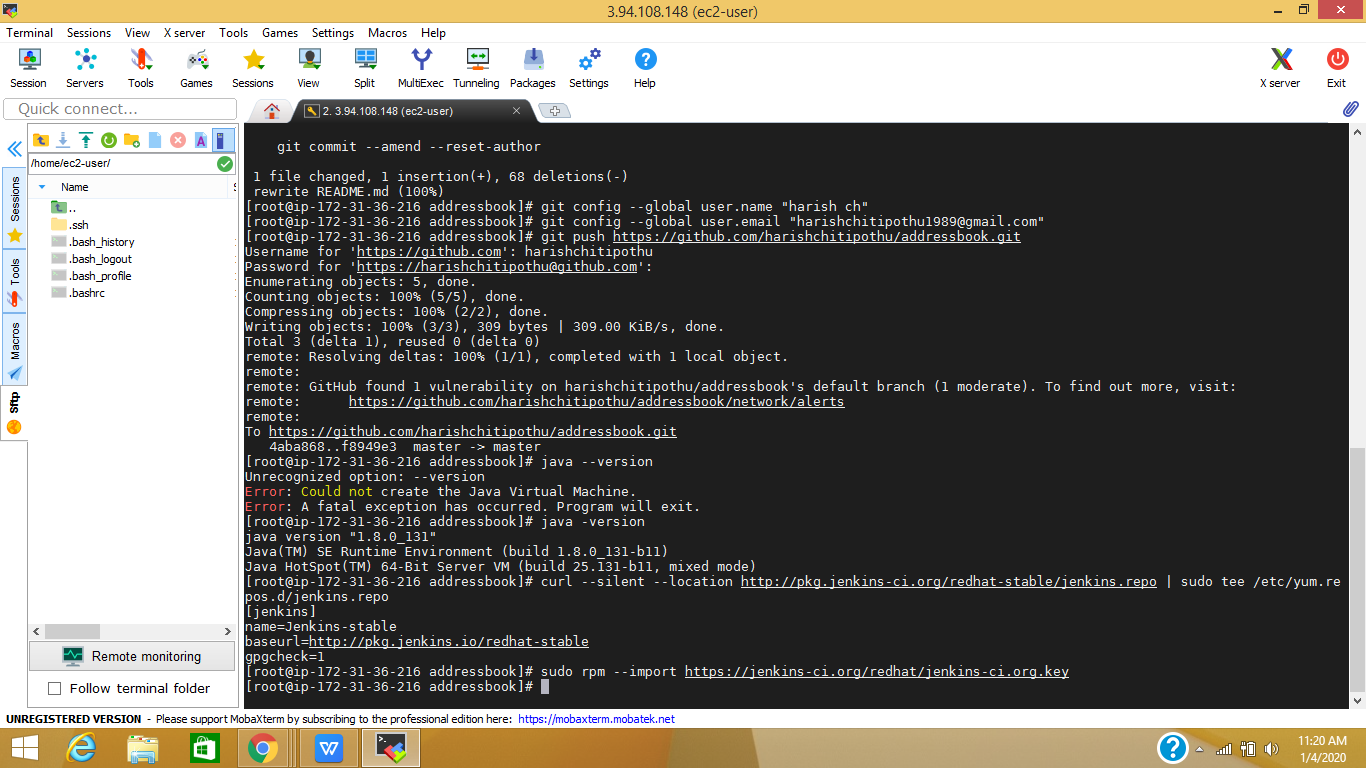 3.94.108.148 (ec2-user)
Terminal Sessions View X server Tools Games Settings Macros Help
Session Servers Tools Games Sessions View Split MultiExec Tunneling Packages Settings Help X server Exit
Quick connect...
2. 3.94.108.148 (ec2-user)
/home/ec2-user/
Name
..
.ssh
.bash_history
.bash_logout
.bash_profile
.bashrc
Sessions
Tools
Macros
Sftp
Remote monitoring
Follow terminal folder
git commit --amend --reset-author
1 file changed, 1 insertion(+), 68 deletions(-)
rewrite README.md (100%)
[root@ip-172-31-36-216 addressbook]# git config --global user.name "harish ch"
[root@ip-172-31-36-216 addressbook]# git config --global user.email "harishchitipothu1989@gmail.com"
[root@ip-172-31-36-216 addressbook]# git push https://github.com/harishchitipothu/addressbook.git
Username for 'https://github.com': harishchitipothu
Password for 'https://harishchitipothu@github.com':
Enumerating objects: 5, done.
Counting objects: 100% (5/5), done.
Compressing objects: 100% (2/2), done.
Writing objects: 100% (3/3), 309 bytes | 309.00 KiB/s, done.
Total 3 (delta 1), reused 0 (delta 0)
remote: Resolving deltas: 100% (1/1), completed with 1 local object.
remote:
remote: GitHub found 1 vulnerability on harishchitipothu/addressbook's default branch (1 moderate). To find out more, visit:
remote: https://github.com/harishchitipothu/addressbook/network/alerts
remote:
To https://github.com/harishchitipothu/addressbook.git
4aba868..f8949e3 master -> master
[root@ip-172-31-36-216 addressbook]# java --version
Unrecognized option: --version
Error: Could not create the Java Virtual Machine.
Error: A fatal exception has occurred. Program will exit.
[root@ip-172-31-36-216 addressbook]# java -version
java version "1.8.0_131"
Java(TM) SE Runtime Environment (build 1.8.0_131-b11)
Java HotSpot(TM) 64-Bit Server VM (build 25.131-b11, mixed mode)
[root@ip-172-31-36-216 addressbook]# curl --silent --location http://pkg.jenkins-ci.org/redhat-stable/jenkins.repo | sudo tee /etc/yum.re
pos.d/jenkins.repo
[jenkins]
name=Jenkins-stable
baseurl=http://pkg.jenkins.io/redhat-stable
gpgcheck=1
[root@ip-172-31-36-216 addressbook]# sudo rpm --import https://jenkins-ci.org/redhat/jenkins-ci.org.key
[root@ip-172-31-36-216 addressbook]#
UNREGISTERED VERSION - Please support MobaXterm by subscribing to the professional edition here: https://mobaxterm.mobatek.net
11:20 AM
1/4/2020